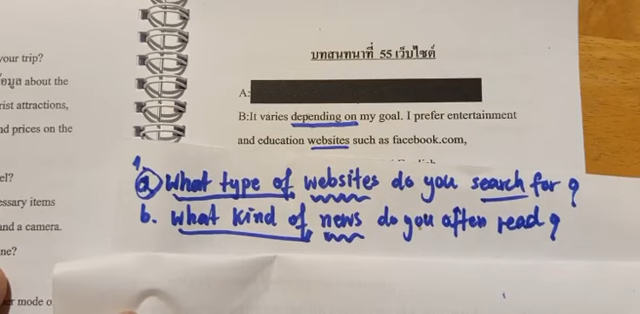 your trip?
about the
rist attractions,
nd prices on the
el?
essary items
and a camera.
ne?
mode o
บทสนทนาที่ 55 เว็บไซต์
A:
B:It varies depending on my goal. I prefer entertainment
and education websites such as facebook.com,
1.
a) What type of websites do you search for?
b. What kind of news do you often read?